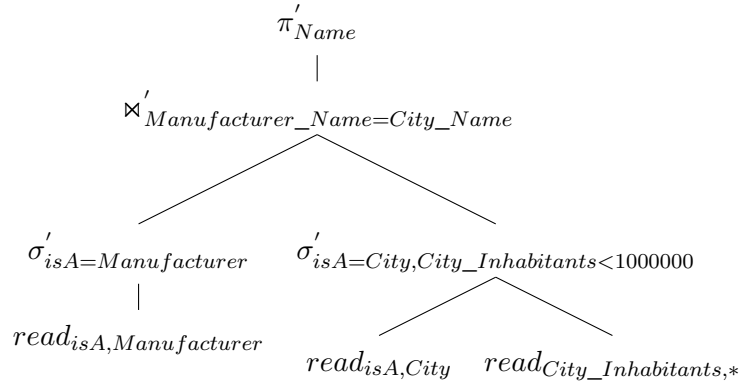 π′Name
⋈′Manufacturer_Name=City_Name
σ′isA=Manufacturer σ′isA=City,City_Inhabitants<1000000
readisA,Manufacturer
readisA,City readCity_Inhabitants,*